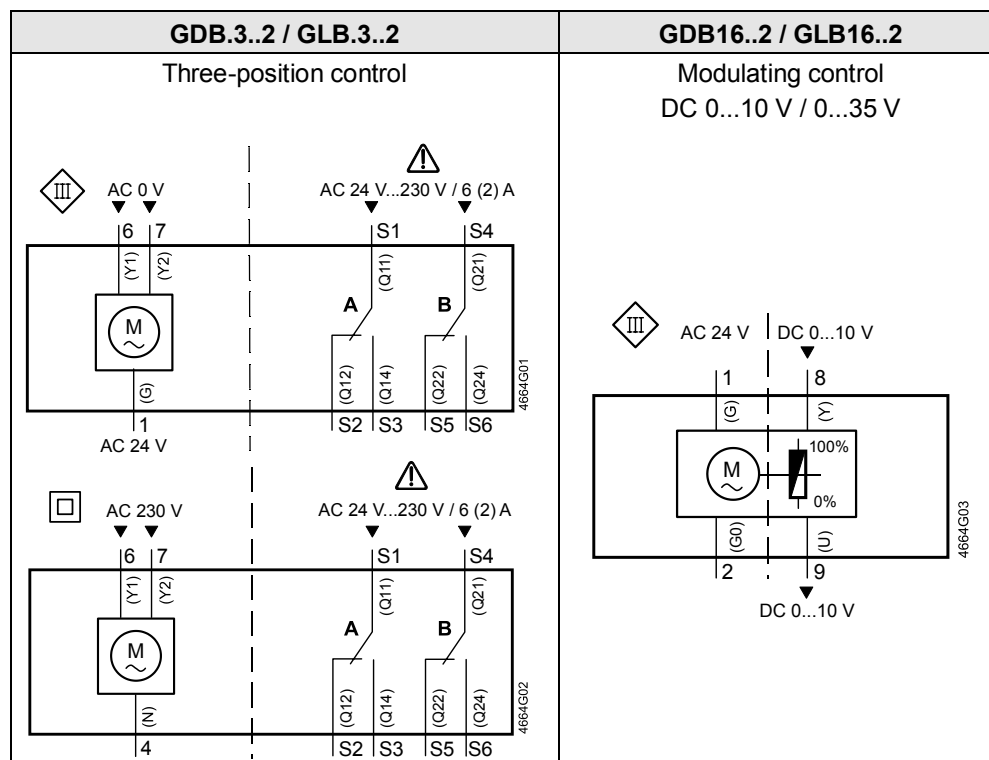 GDB.3..2 / GLB.3..2
GDB16..2 / GLB16..2
Three-position control
Modulating control
DC 0...10 V / 0...35 V
III
AC 0 V
AC 24 V...230 V / 6 (2) A
6 7
S1 S4
(Y1) (Y2)
(Q11) (Q21)
A B
M
(Q12) (Q14) (Q22) (Q24)
(G)
1
S2 S3 S5 S6
AC 24 V
4664G01
AC 230 V
AC 24 V...230 V / 6 (2) A
6 7
S1 S4
(Y1) (Y2)
(Q11) (Q21)
A B
M
(Q12) (Q14) (Q22) (Q24)
(N)
4
S2 S3 S5 S6
4664G02
III
AC 24 V
DC 0...10 V
1 8
(G) (Y)
100%
M
0%
(G0) (U)
2 9
DC 0...10 V
4664G03